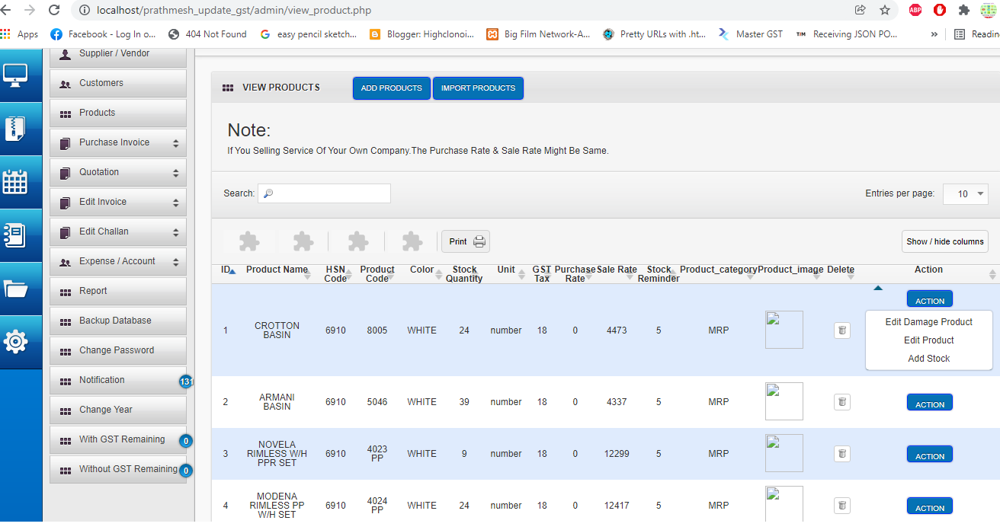 localhost/prathmesh_update_gst/admin/view_product.php
ABP
Apps
Facebook - Log In o...
404 Not Found
easy pencil sketch...
Blogger: Highclonoi...
Big Film Network-A...
Pretty URLs with .ht...
Master GST
T/M
Receiving JSON PO...
»
Readin
Supplier / Vendor
Customers
Products
Purchase Invoice
Quotation
Edit Invoice
Edit Challan
Expense / Account
Report
Backup Database
Change Password
Notification
131
Change Year
With GST Remaining
0
Without GST Remaining
0
VIEW PRODUCTS
ADD PRODUCTS
IMPORT PRODUCTS
Note:
If You Selling Service Of Your Own Company.The Purchase Rate & Sale Rate Might Be Same.
Search:
Entries per page:
10
Print
Show / hide columns
ID Product Name HSN Code Product Code Color Stock Quantity Unit GST Tax Purchase Rate Sale Rate Stock Reminder Product_category Product_image Delete Action
1 CROTTON BASIN 6910 8005 WHITE 24 number 18 0 4473 5 MRP ACTION
Edit Damage Product
Edit Product
Add Stock
2 ARMANI BASIN 6910 5046 WHITE 39 number 18 0 4337 5 MRP ACTION
3 NOVELA RIMLESS W/H PPR SET 6910 4023 PP WHITE 9 number 18 0 12299 5 MRP ACTION
4 MODENA RIMLESS PP W/H SET 6910 4024 PP WHITE 24 number 18 0 12417 5 MRP ACTION